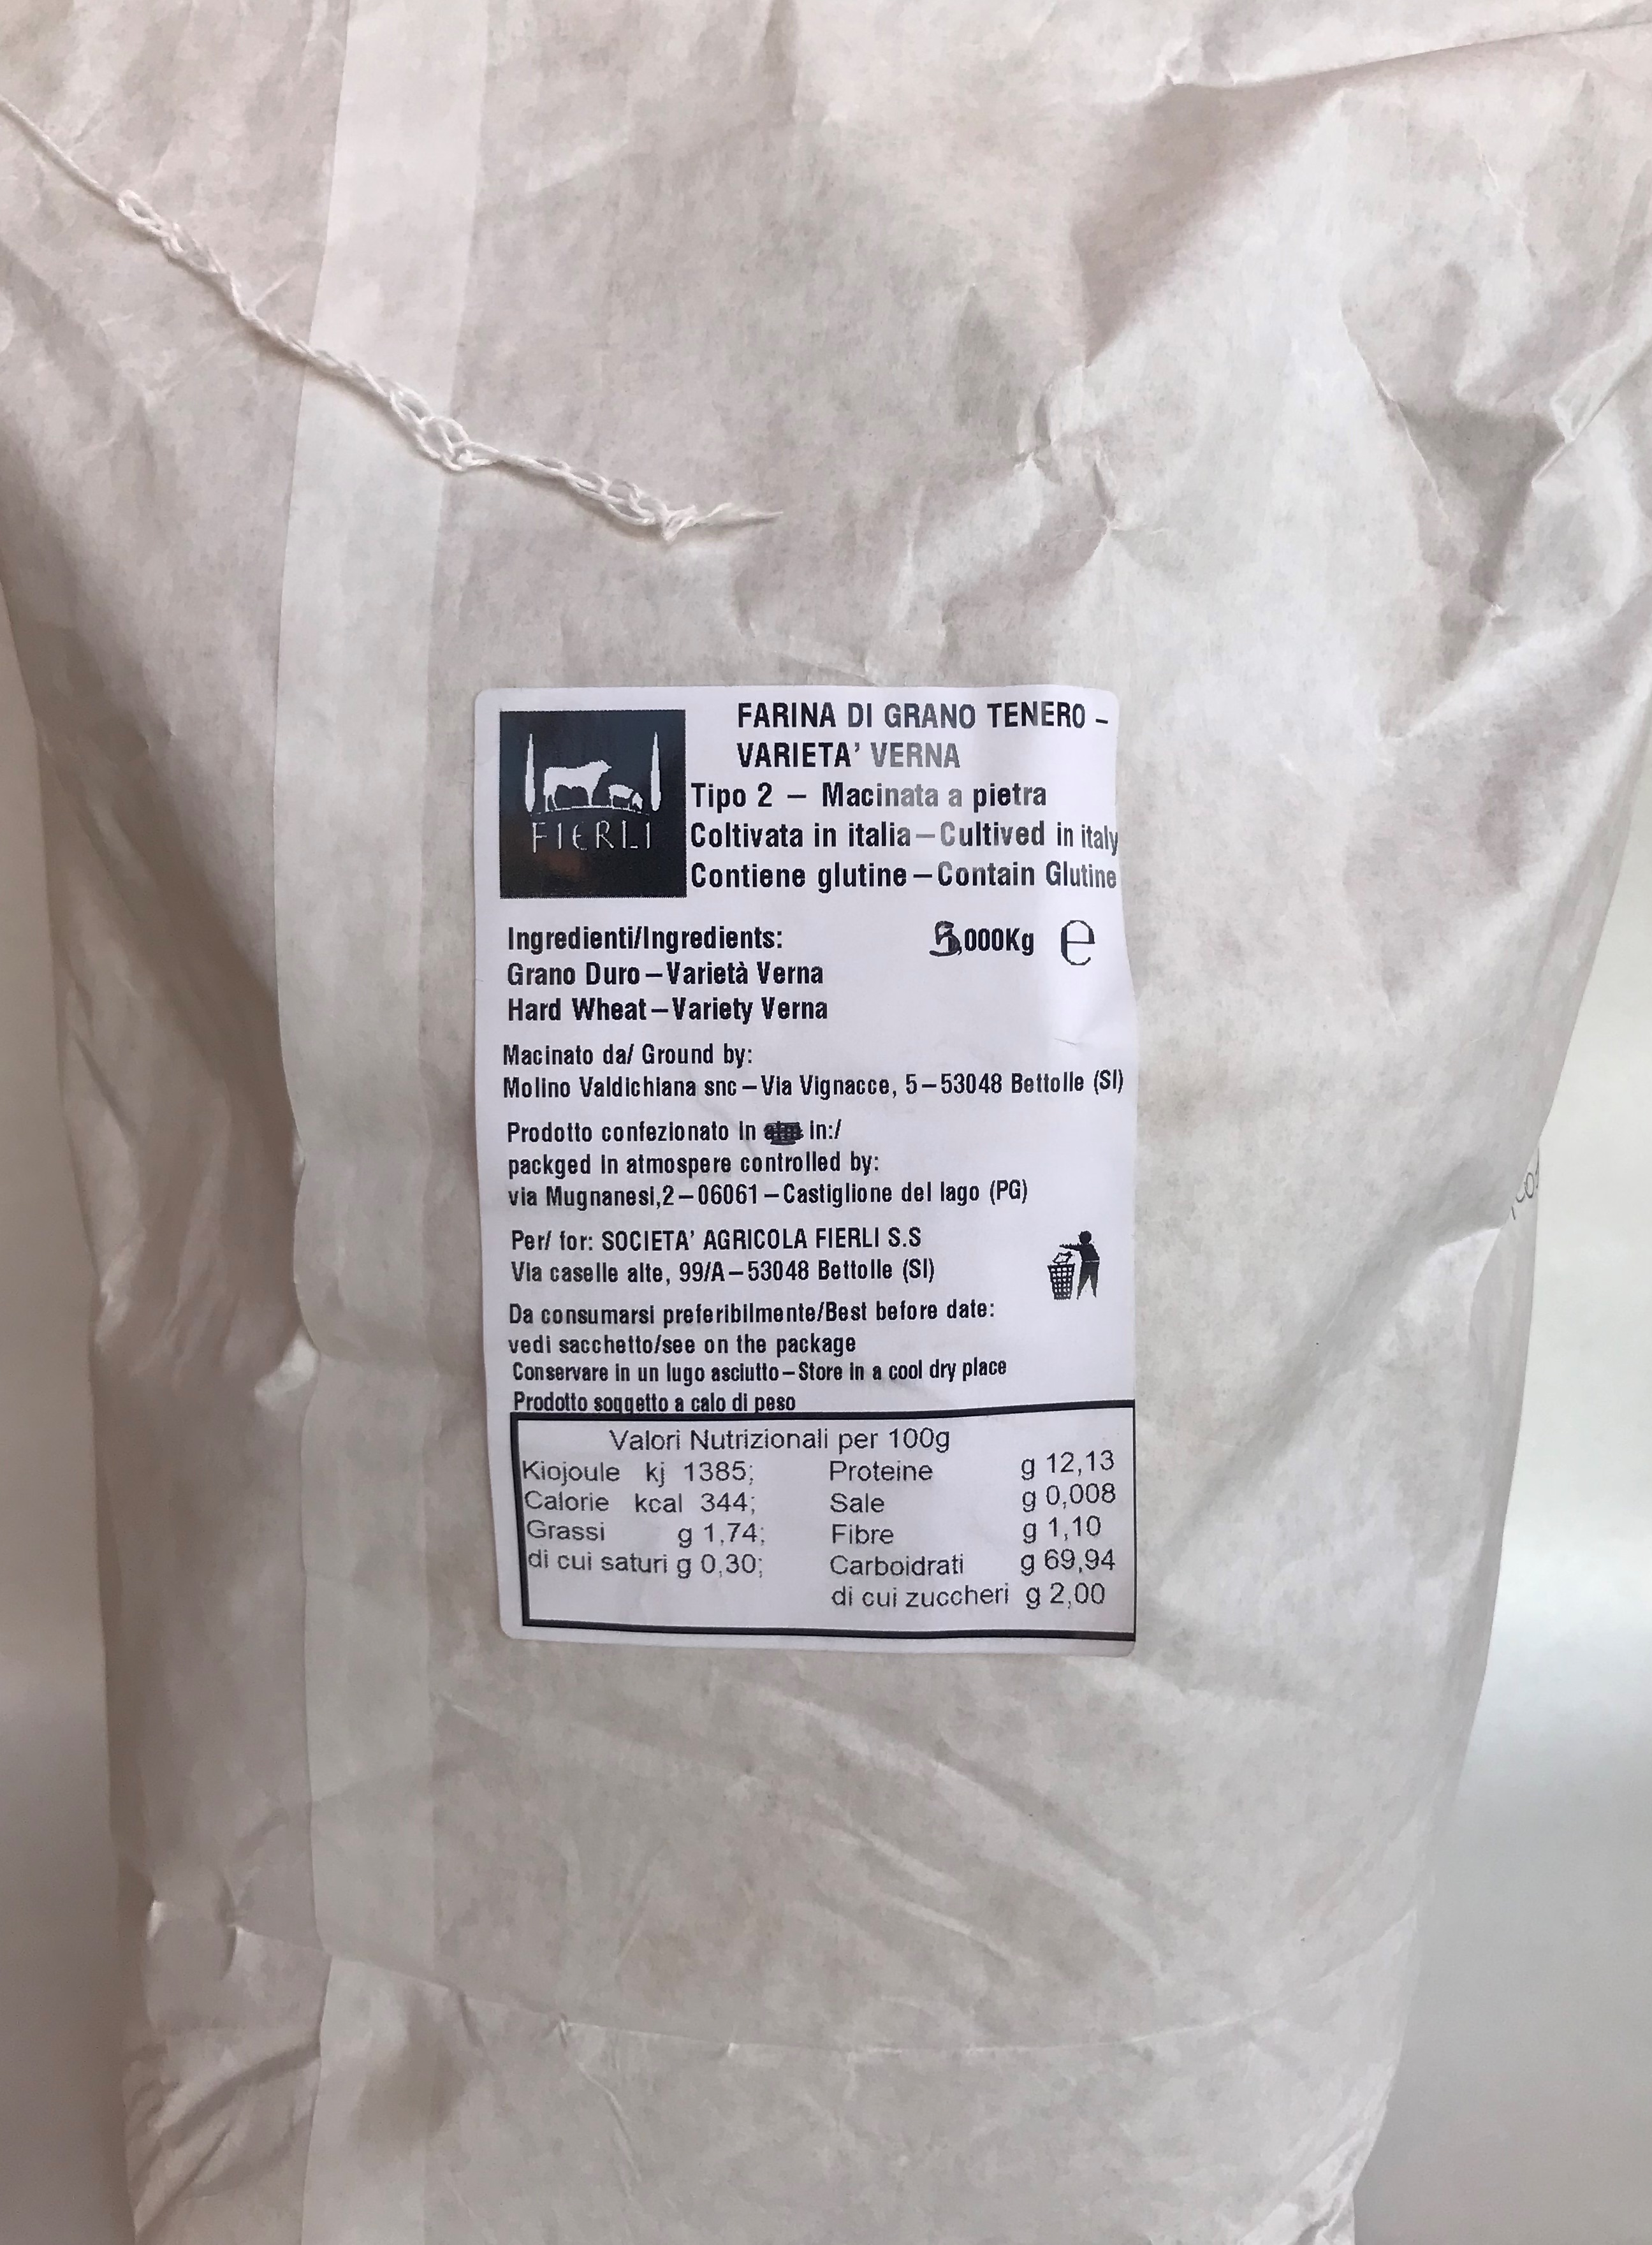 FIERLI
FARINA DI GRANO TENERO -
VARIETA' VERNA
Tipo 2 – Macinata a pietra
Coltivata in italia – Cultived in italy
Contiene glutine – Contain Glutine
Ingredienti/Ingredients:
5,000Kg e
Grano Duro – Varietà Verna
Hard Wheat – Variety Verna
Macinato da/ Ground by:
Molino Valdichiana snc – Via Vignacce, 5 – 53048 Bettolle (SI)
Prodotto confezionato in in:/
packged in atmospere controlled by:
via Mugnanesi,2 – 06061 – Castiglione del lago (PG)
Per/ for: SOCIETA' AGRICOLA FIERLI S.S
Via caselle alte, 99/A – 53048 Bettolle (SI)
Da consumarsi preferibilmente/Best before date:
vedi sacchetto/see on the package
Conservare in un lugo asciutto – Store in a cool dry place
Prodotto soggetto a calo di peso
Valori Nutrizionali per 100g
Kiojoule kj 1385; Proteine g 12,13
Calorie kcal 344; Sale g 0,008
Grassi g 1,74; Fibre g 1,10
di cui saturi g 0,30; Carboidrati g 69,94
di cui zuccheri g 2,00